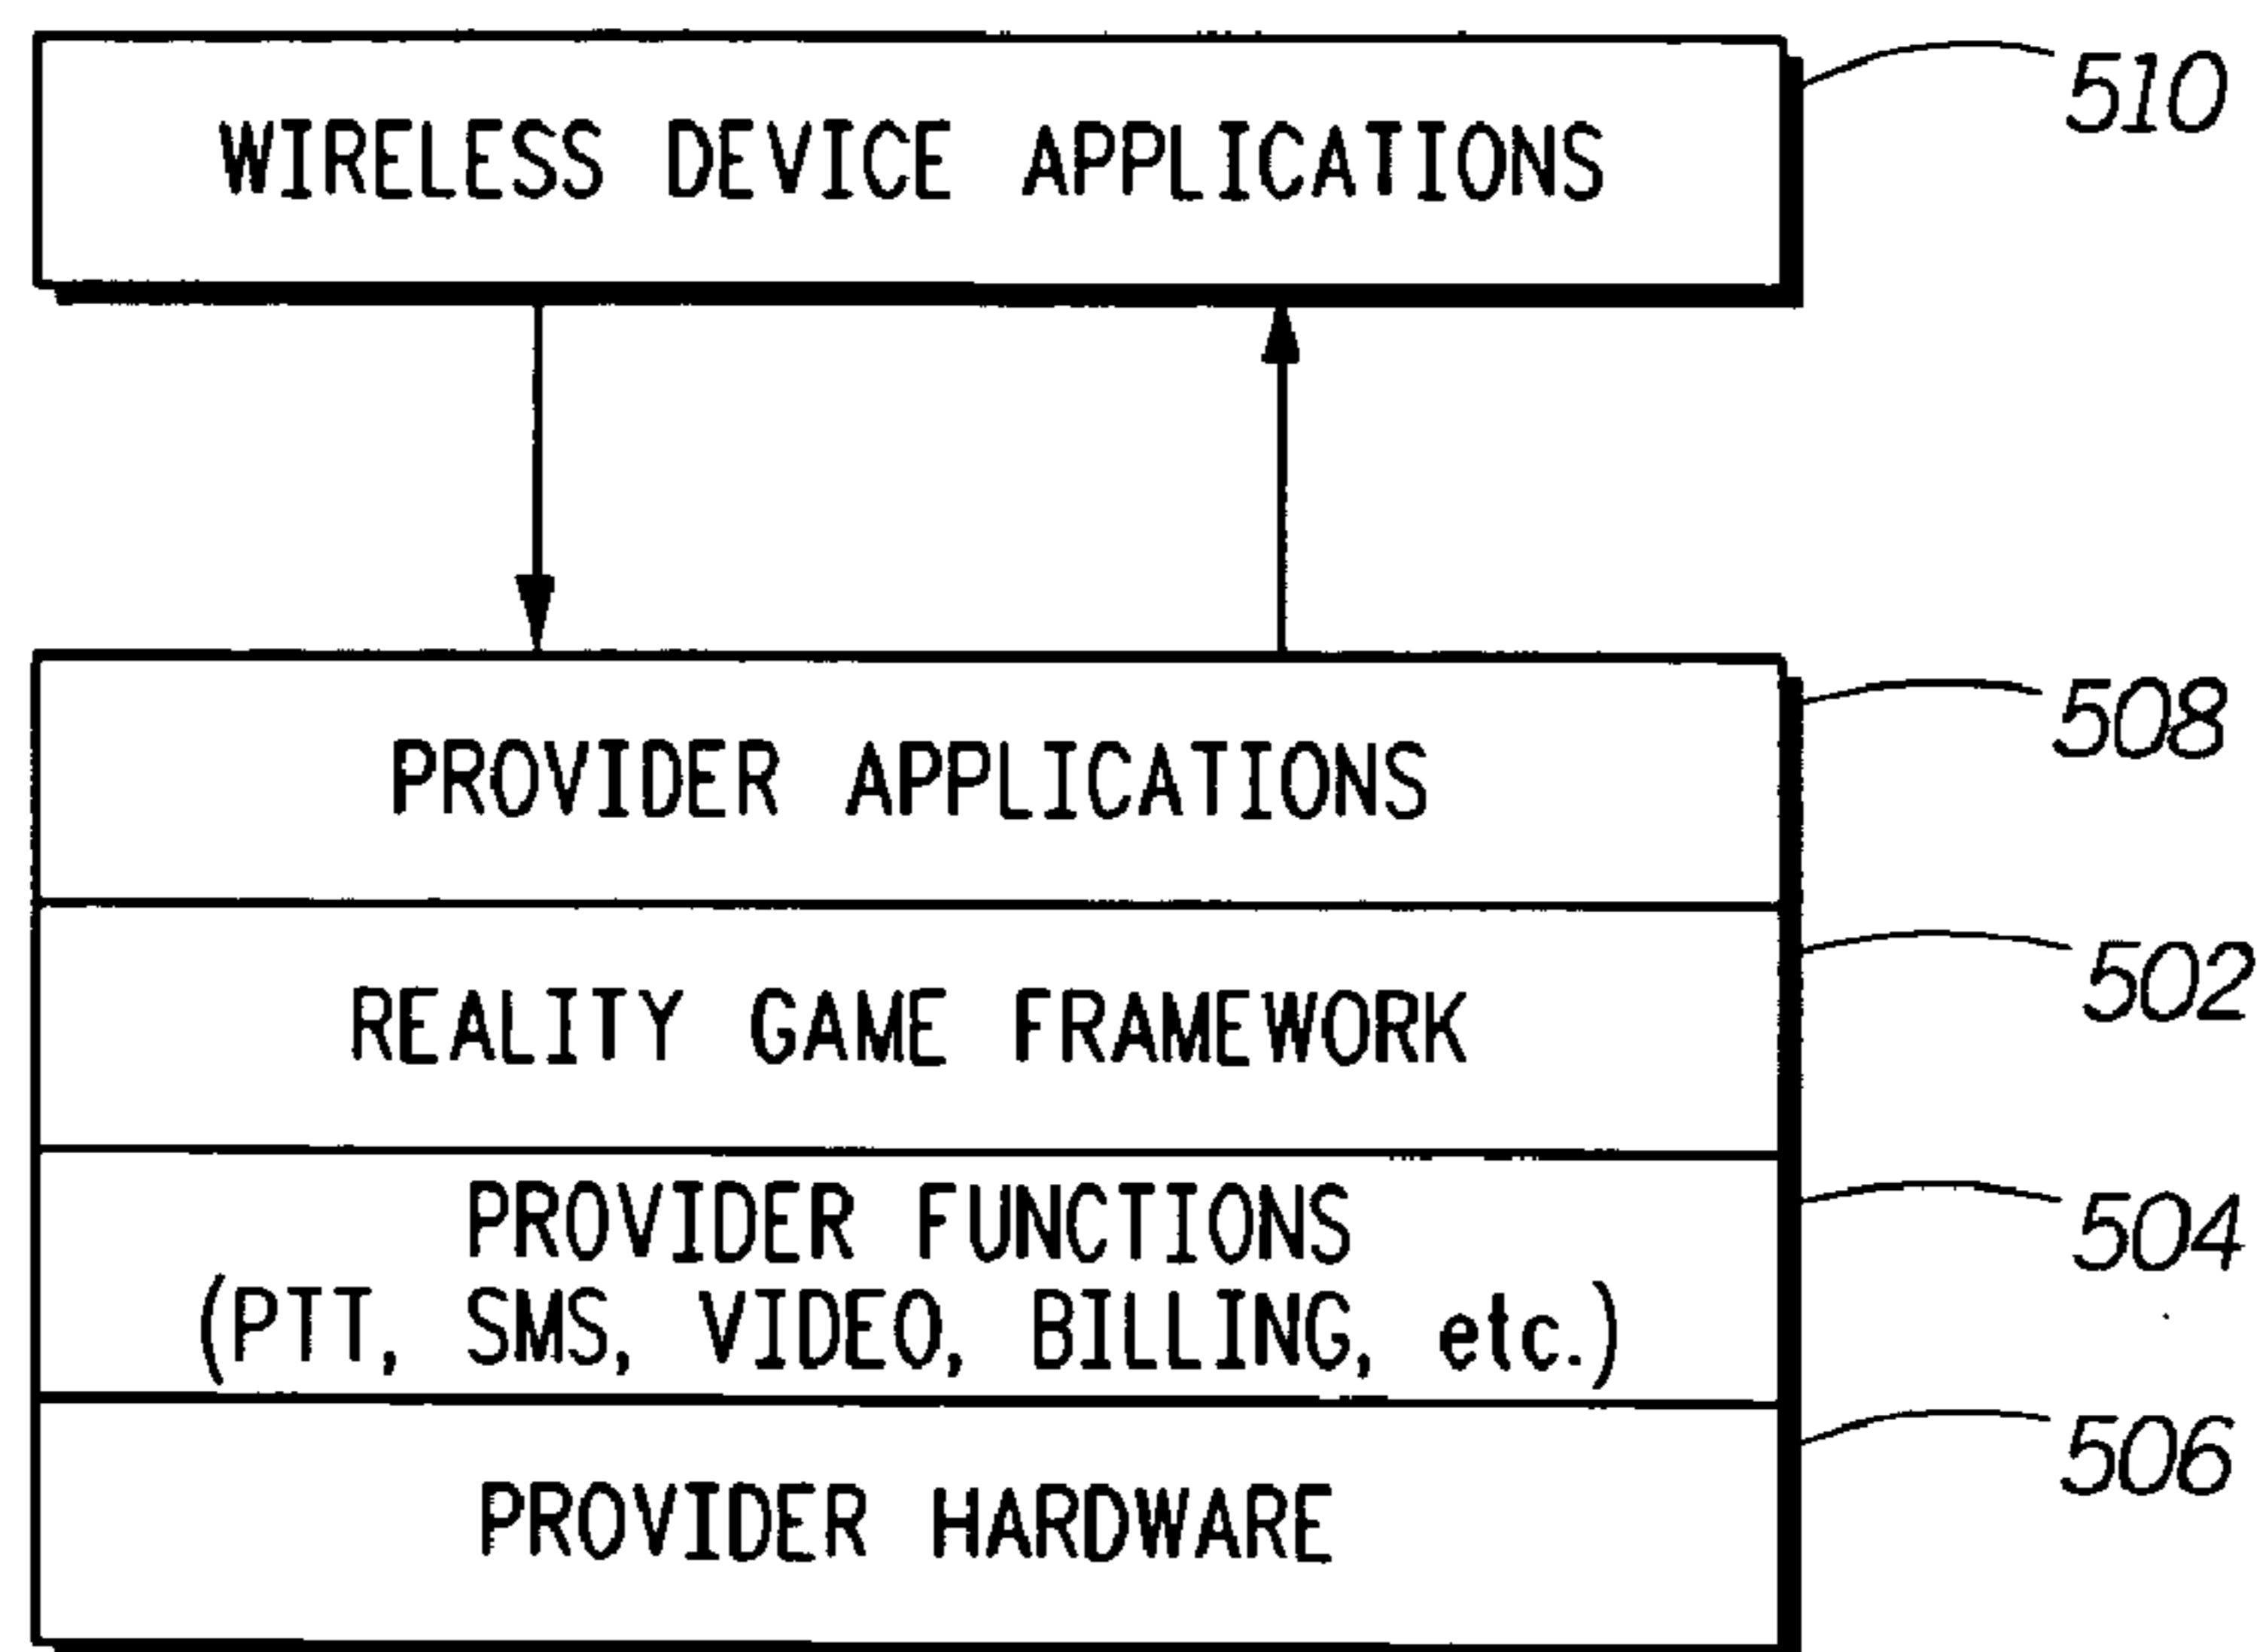 WIRELESS DEVICE APPLICATIONS
510
PROVIDER APPLICATIONS
508
REALITY GAME FRAMEWORK
502
PROVIDER FUNCTIONS
(PTT, SMS, VIDEO, BILLING, etc.)
504
PROVIDER HARDWARE
506